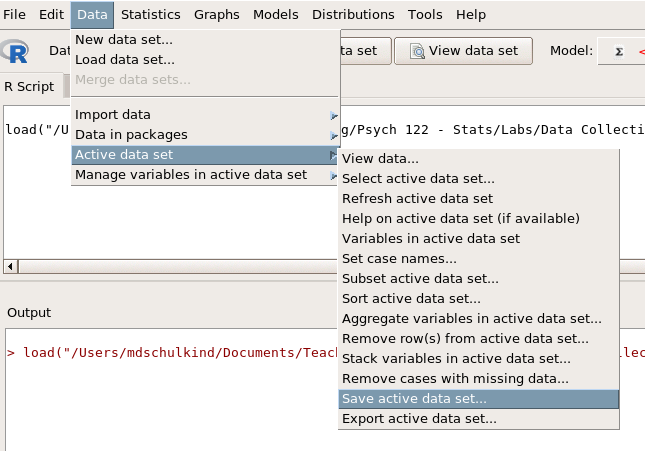 File Edit Data Statistics Graphs Models Distributions Tools Help
R Dat ta set View data set Model: Σ
R Script
New data set...
Load data set...
Merge data sets...
Import data
Data in packages
Active data set
Manage variables in active data set
load("/U g/Psych 122 - Stats/Labs/Data Collecti
View data...
Select active data set...
Refresh active data set
Help on active data set (if available)
Variables in active data set
Set case names...
Subset active data set...
Sort active data set...
Aggregate variables in active data set...
Remove row(s) from active data set...
Stack variables in active data set...
Remove cases with missing data...
Save active data set...
Export active data set...
Output
> load("/Users/mdschulkind/Documents/Teac llec